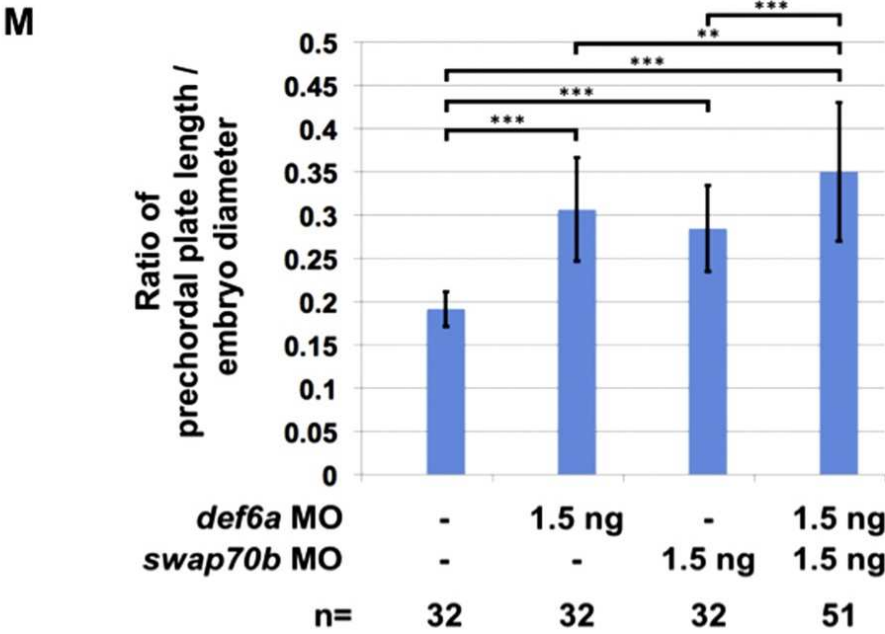 M
***
**
***
***
***
Ratio of
prechordal plate length /
embryo diameter
0.5
0.45
0.4
0.35
0.3
0.25
0.2
0.15
0.1
0.05
0
def6a MO - 1.5 ng - 1.5 ng
swap70b MO - - 1.5 ng 1.5 ng
n= 32 32 32 51